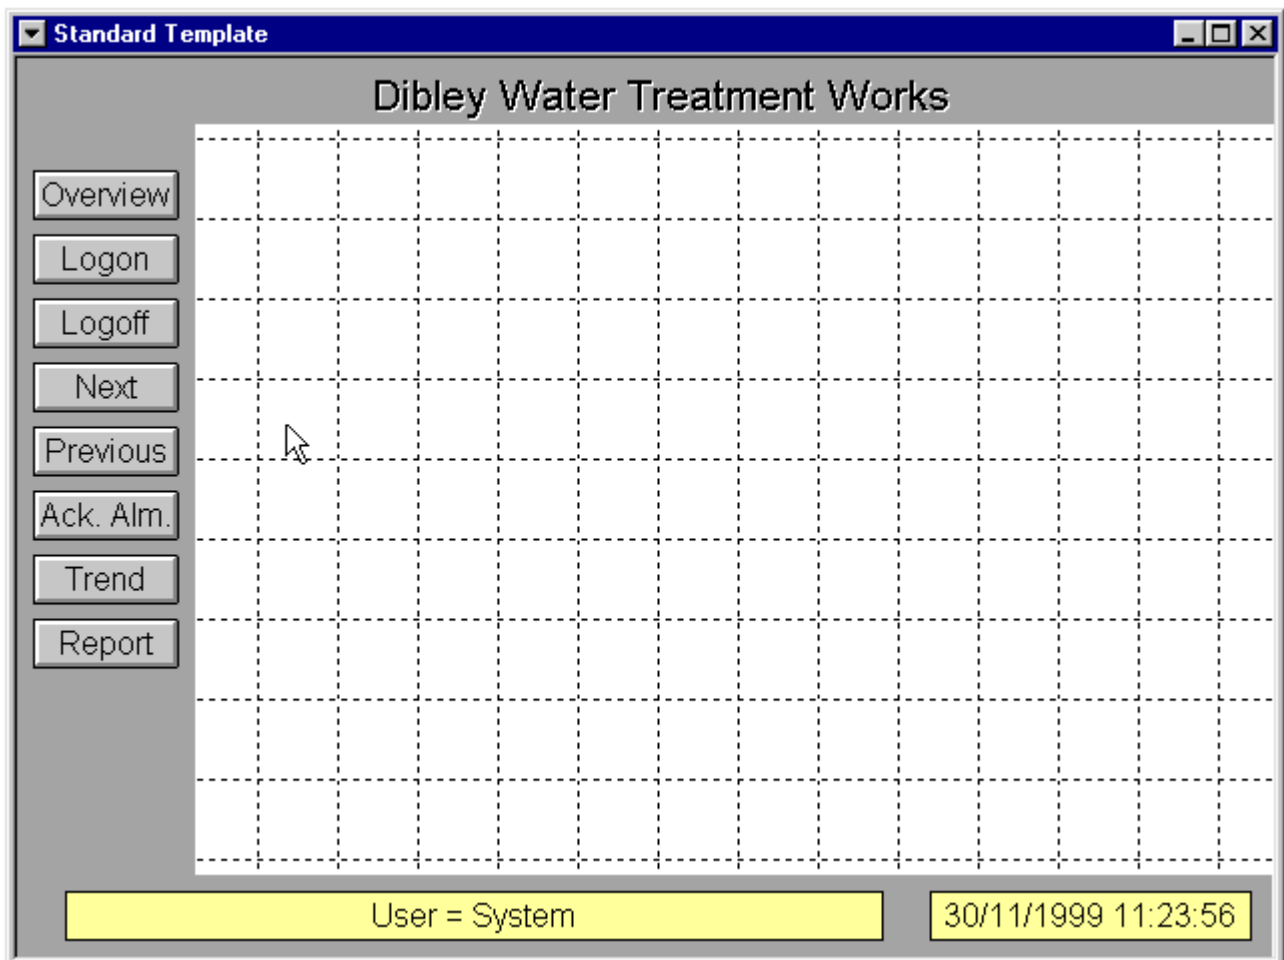 Standard Template
Dibley Water Treatment Works
Overview
Logon
Logoff
Next
Previous
Ack. Alm.
Trend
Report
User = System
30/11/1999 11:23:56